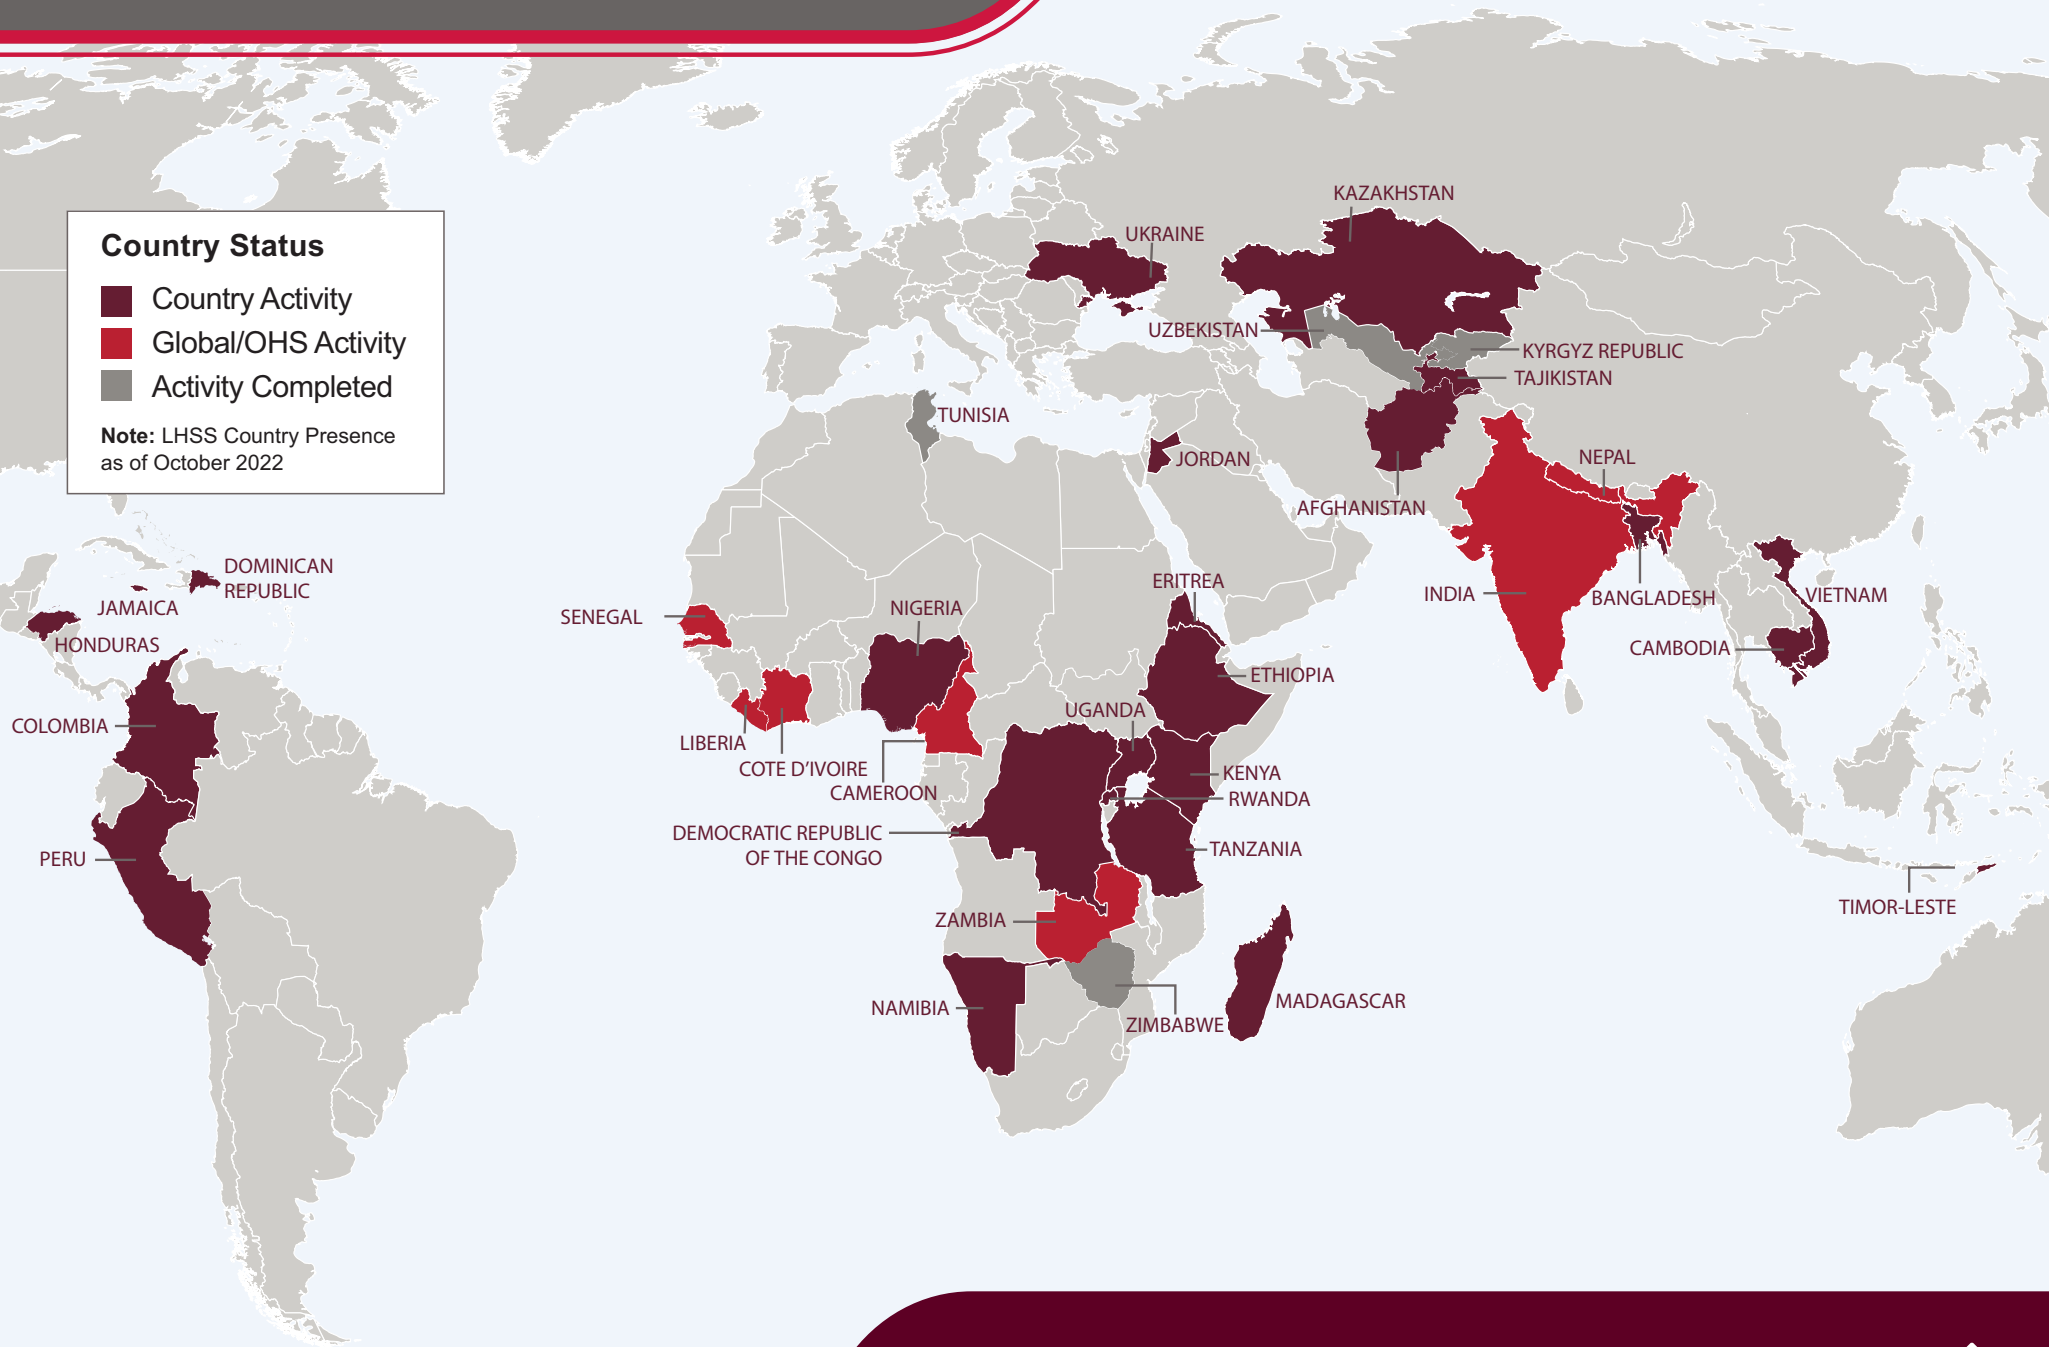 Country Status
Country Activity
Global/OHS Activity
Activity Completed
Note: LHSS Country Presence
as of October 2022
KAZAKHSTAN
UKRAINE
UZBEKISTAN
KYRGYZ REPUBLIC
TAJIKISTAN
TUNISIA
JORDAN
NEPAL
AFGHANISTAN
DOMINICAN
REPUBLIC
JAMAICA
HONDURAS
ERITREA
INDIA
BANGLADESH
VIETNAM
SENEGAL
NIGERIA
CAMBODIA
ETHIOPIA
UGANDA
COLOMBIA
LIBERIA
COTE D'IVOIRE
CAMEROON
KENYA
RWANDA
DEMOCRATIC REPUBLIC
OF THE CONGO
TANZANIA
PERU
ZAMBIA
TIMOR-LESTE
NAMIBIA
MADAGASCAR
ZIMBABWE